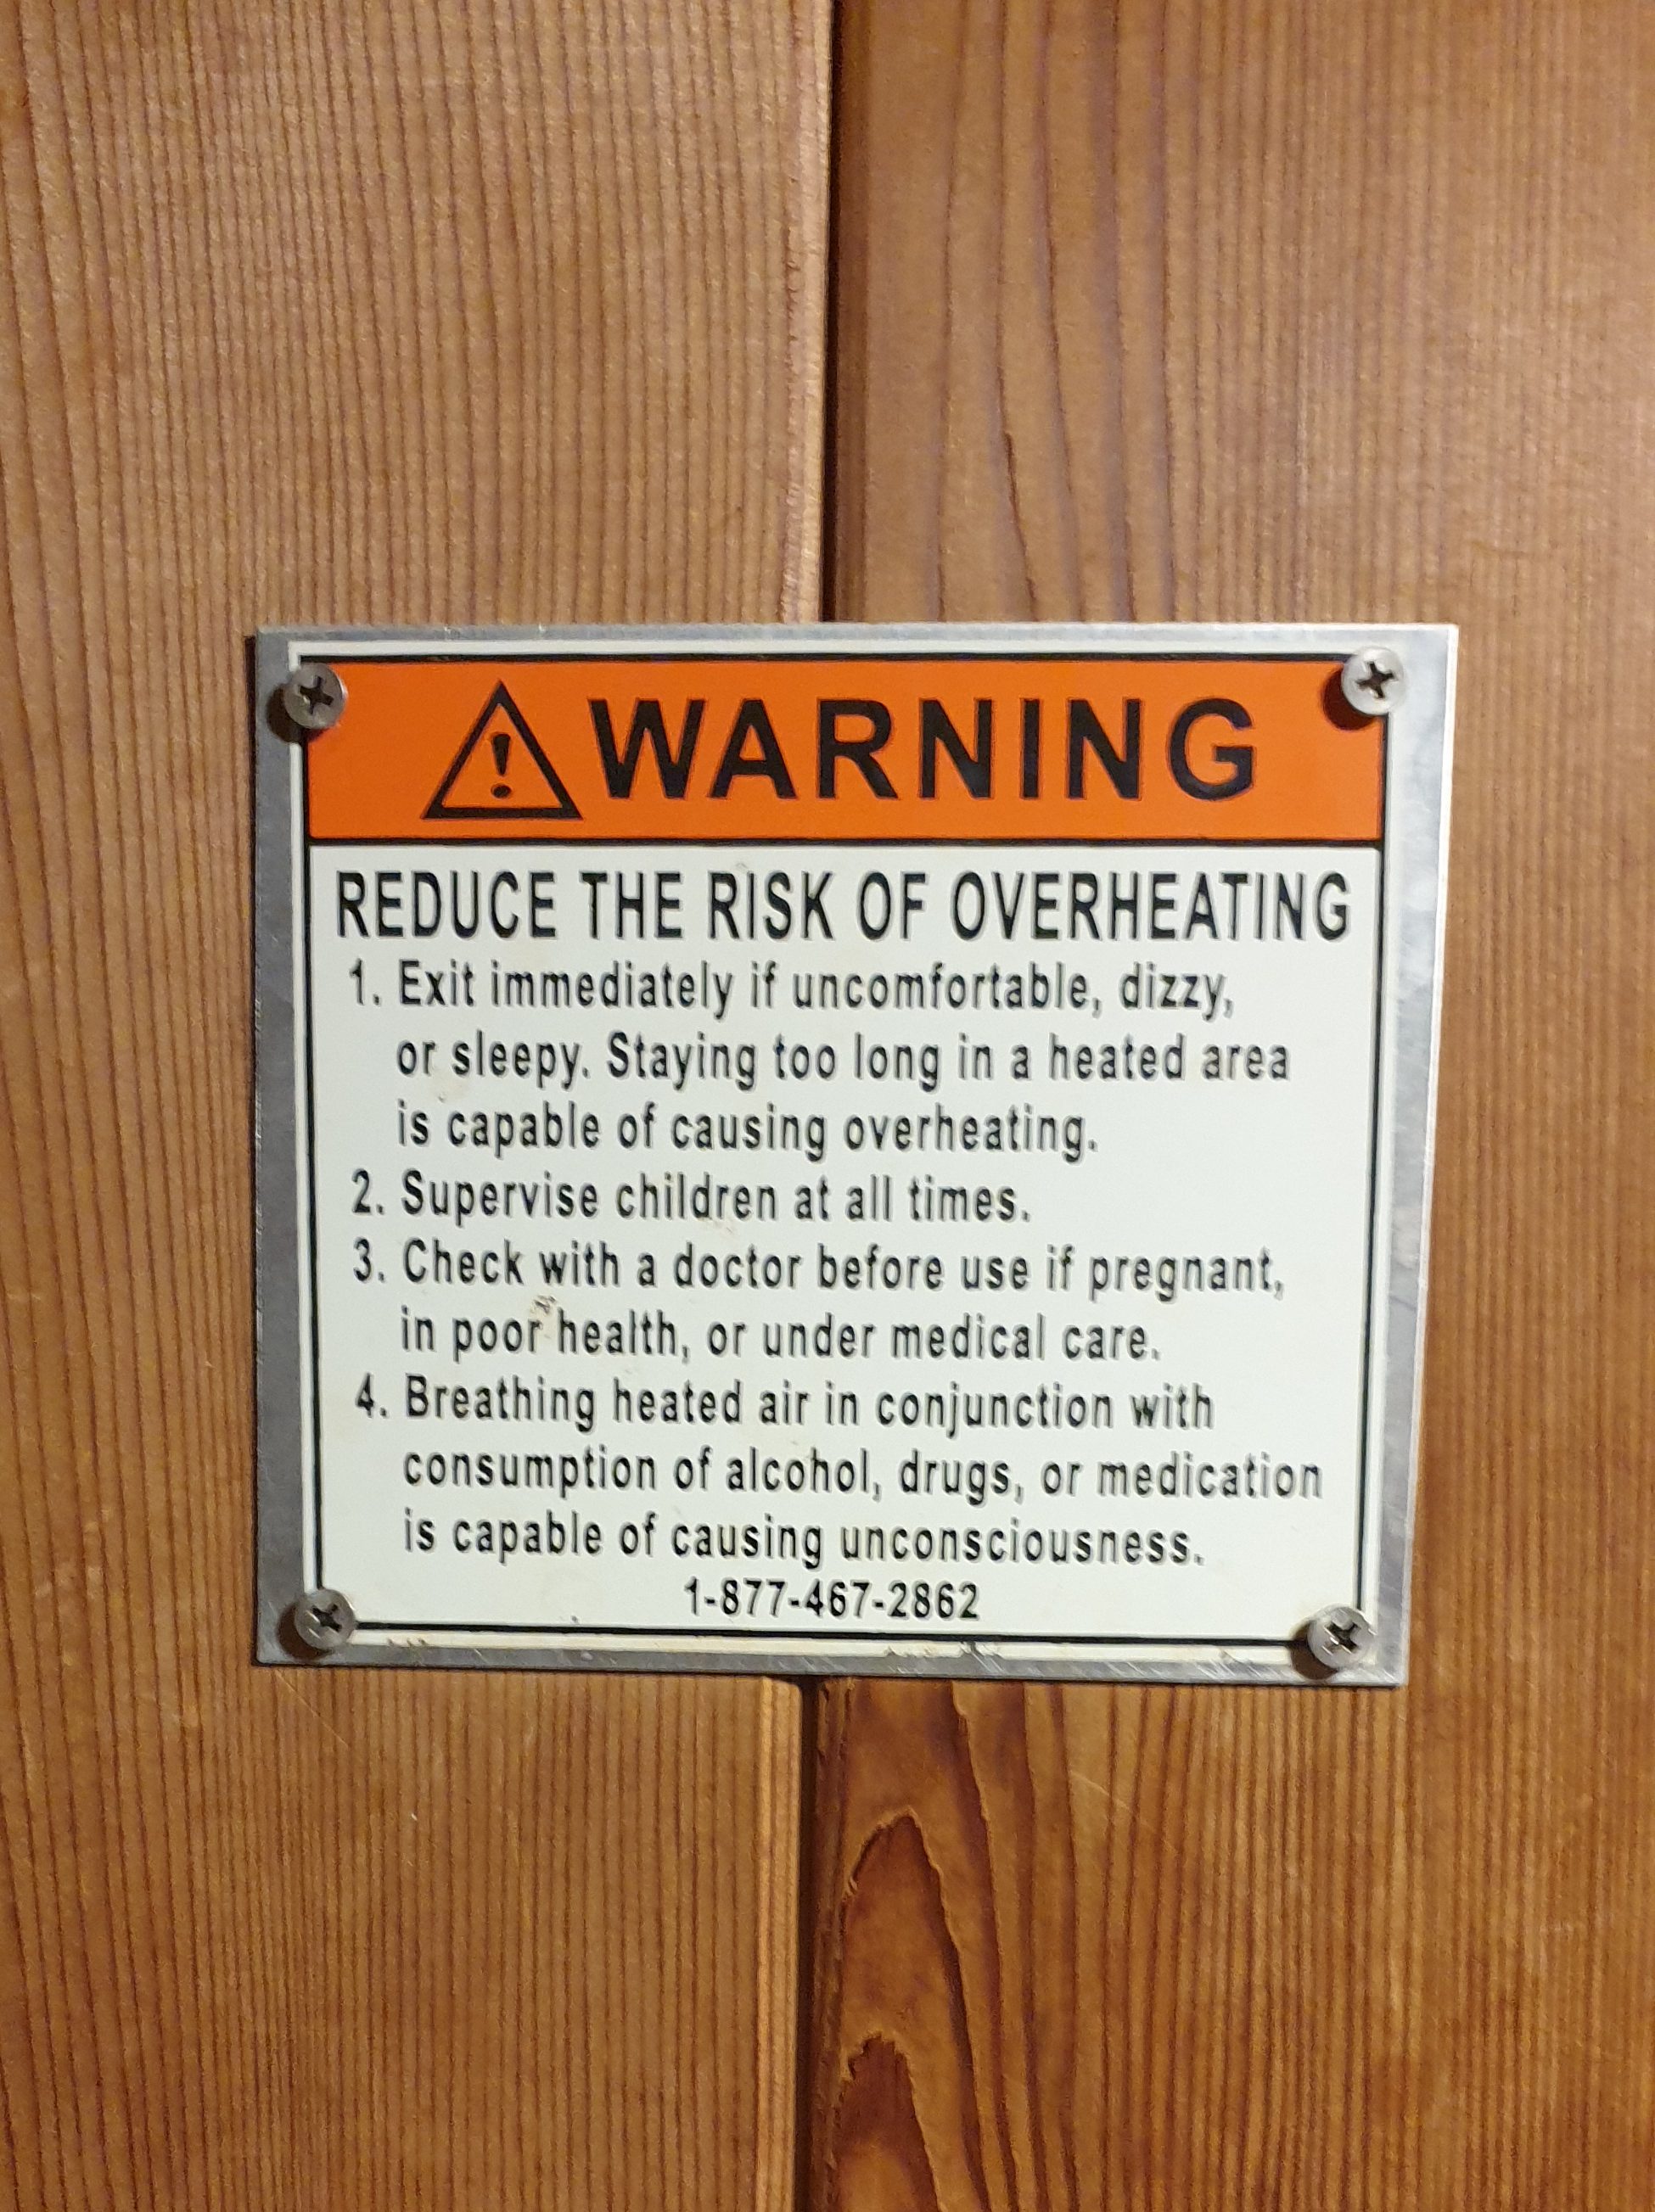 WARNING
REDUCE THE RISK OF OVERHEATING
1. Exit immediately if uncomfortable, dizzy,
or sleepy. Staying too long in a heated area
is capable of causing overheating.
2. Supervise children at all times.
3. Check with a doctor before use if pregnant,
in poor health, or under medical care.
4. Breathing heated air in conjunction with
consumption of alcohol, drugs, or medication
is capable of causing unconsciousness.
1-877-467-2862